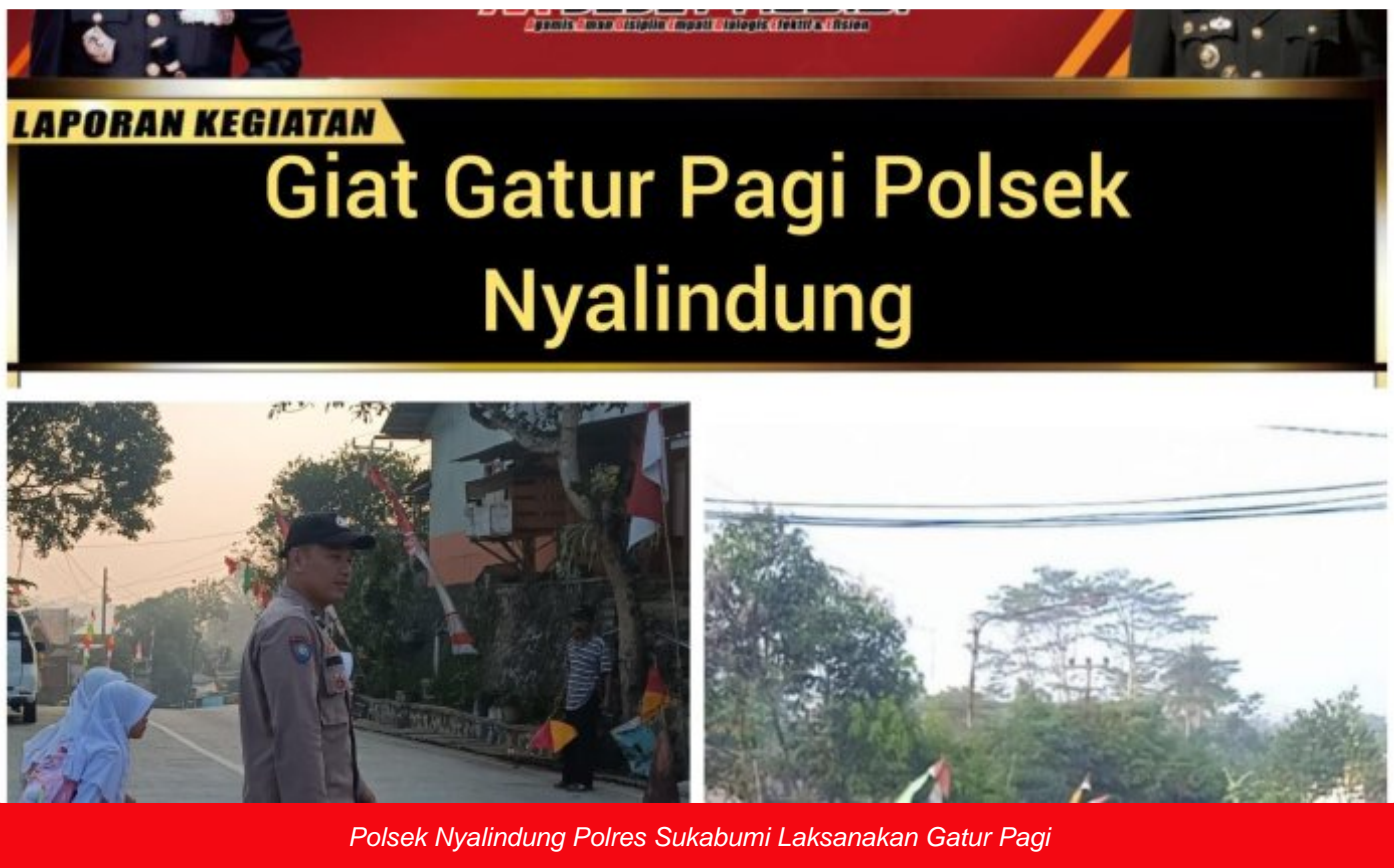 LAPORAN KEGIATAN
Giat Gatur Pagi Polsek
Nyalindung
Polsek Nyalindung Polres Sukabumi Laksanakan Gatur Pagi